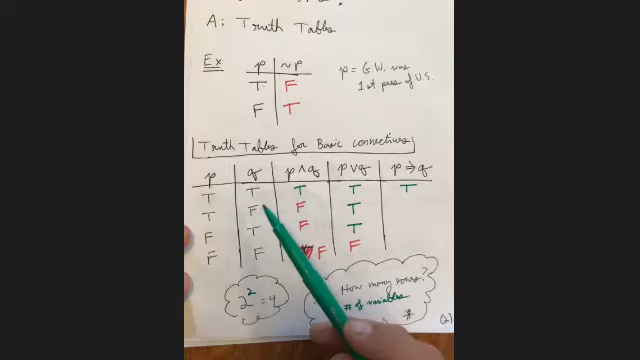 A: Truth Tables
Ex
p ~p
T F
F T
p = G.W. was
1st pres of U.S.
Truth Tables for Basic connectives
p q p ∧ q p ∨ q p ⇒ q
T T T T T
T F F T
F T F T
F F F F
2² = 4
How many rows?
# of variables
#
(2)